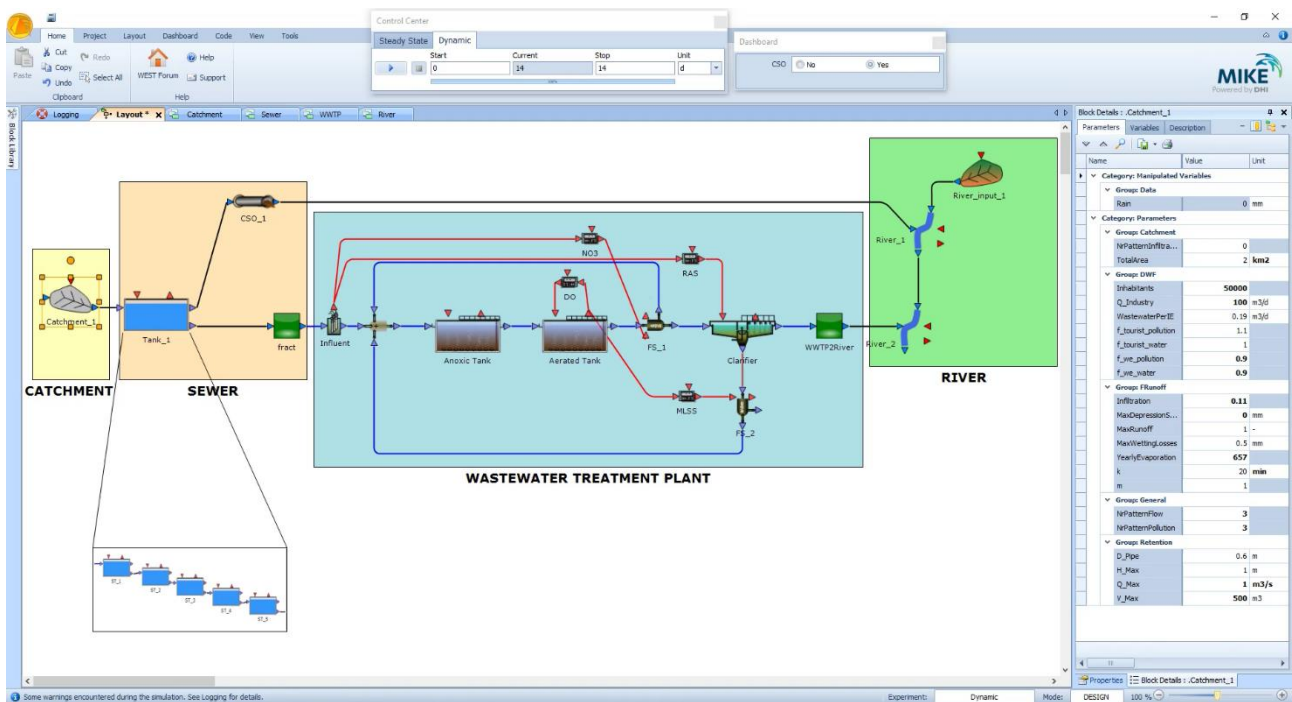 Control Center
Home Project Layout Dashboard Code View Tools
Steady State Dynamic
Dashboard
Paste
Cut
Copy
Undo
Redo
Select All
WEST Forum
Help
Support
Clipboard
Help
Start Current Stop Unit
0 14 14 d
CSO No Yes
MIKE
Powered by DHI
Block Library
Logging Layout * Catchment Sewer WWTP River
CSO_1
Catchment_1
Tank_1
fract
Influent
NO3
RAS
DO
Anoxic Tank
Aerated Tank
FS_1
Clarifier
WWTP2River
MLSS
FS_2
River_input_1
River_1
River_2
CATCHMENT
SEWER
RIVER
WASTEWATER TREATMENT PLANT
ST_1
ST_2
ST_3
ST_4
ST_5
Block Details : .Catchment_1
Parameters Variables Description
Name Value Unit
Category: Manipulated Variables
Group: Data
Rain 0 mm
Category: Parameters
Group: Catchment
NrPatternInfiltra... 0
TotalArea 2 km2
Group: DWF
Inhabitants 50000
Q_Industry 100 m3/d
WastewaterPerIE 0.19 m3/d
f_tourist_pollution 1.1
f_tourist_water 1
f_we_pollution 0.9
f_we_water 0.9
Group: FRunoff
Infiltration 0.11
MaxDepressionS... 0 mm
MaxRunoff 1 -
MaxWettingLosses 0.5 mm
YearlyEvaporation 657
k 20 min
m 1
Group: General
NrPatternFlow 3
NrPatternPollution 3
Group: Retention
D_Pipe 0.6 m
H_Max 1 m
Q_Max 1 m3/s
V_Max 500 m3
Properties Block Details : .Catchment_1
Some warnings encountered during the simulation. See Logging for details.
Experiment: Dynamic Mode: DESIGN 100 %